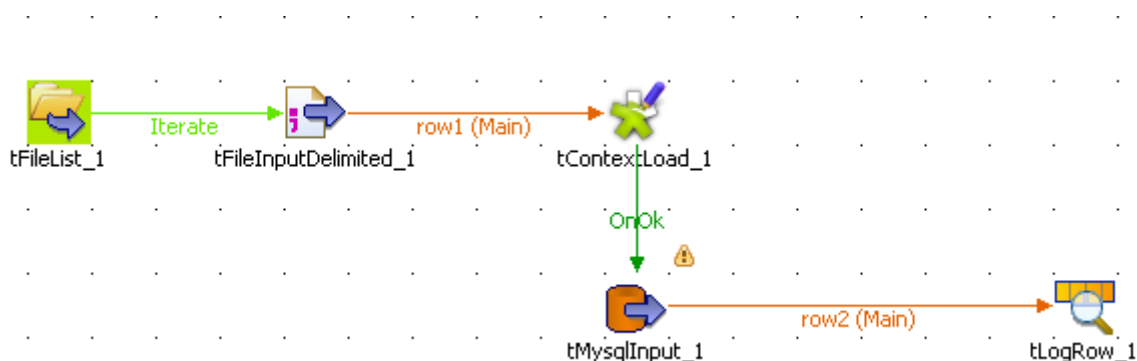 Iterate
row1 (Main)
tFileList_1
tFileInputDelimited_1
tContextLoad_1
OnOk
row2 (Main)
tMysqlInput_1
tLogRow_1